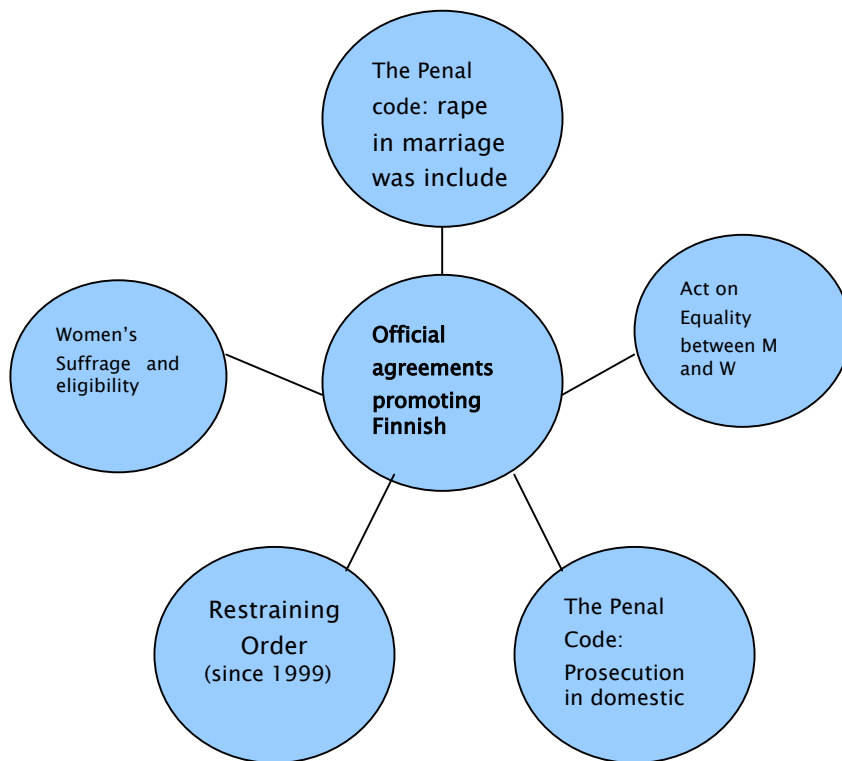 The Penal
code: rape
in marriage
was include
Act on
Equality
between M
and W
Women’s
Suffrage and
eligibility
Official
agreements
promoting
Finnish
Restraining
Order
(since 1999)
The Penal
Code:
Prosecution
in domestic